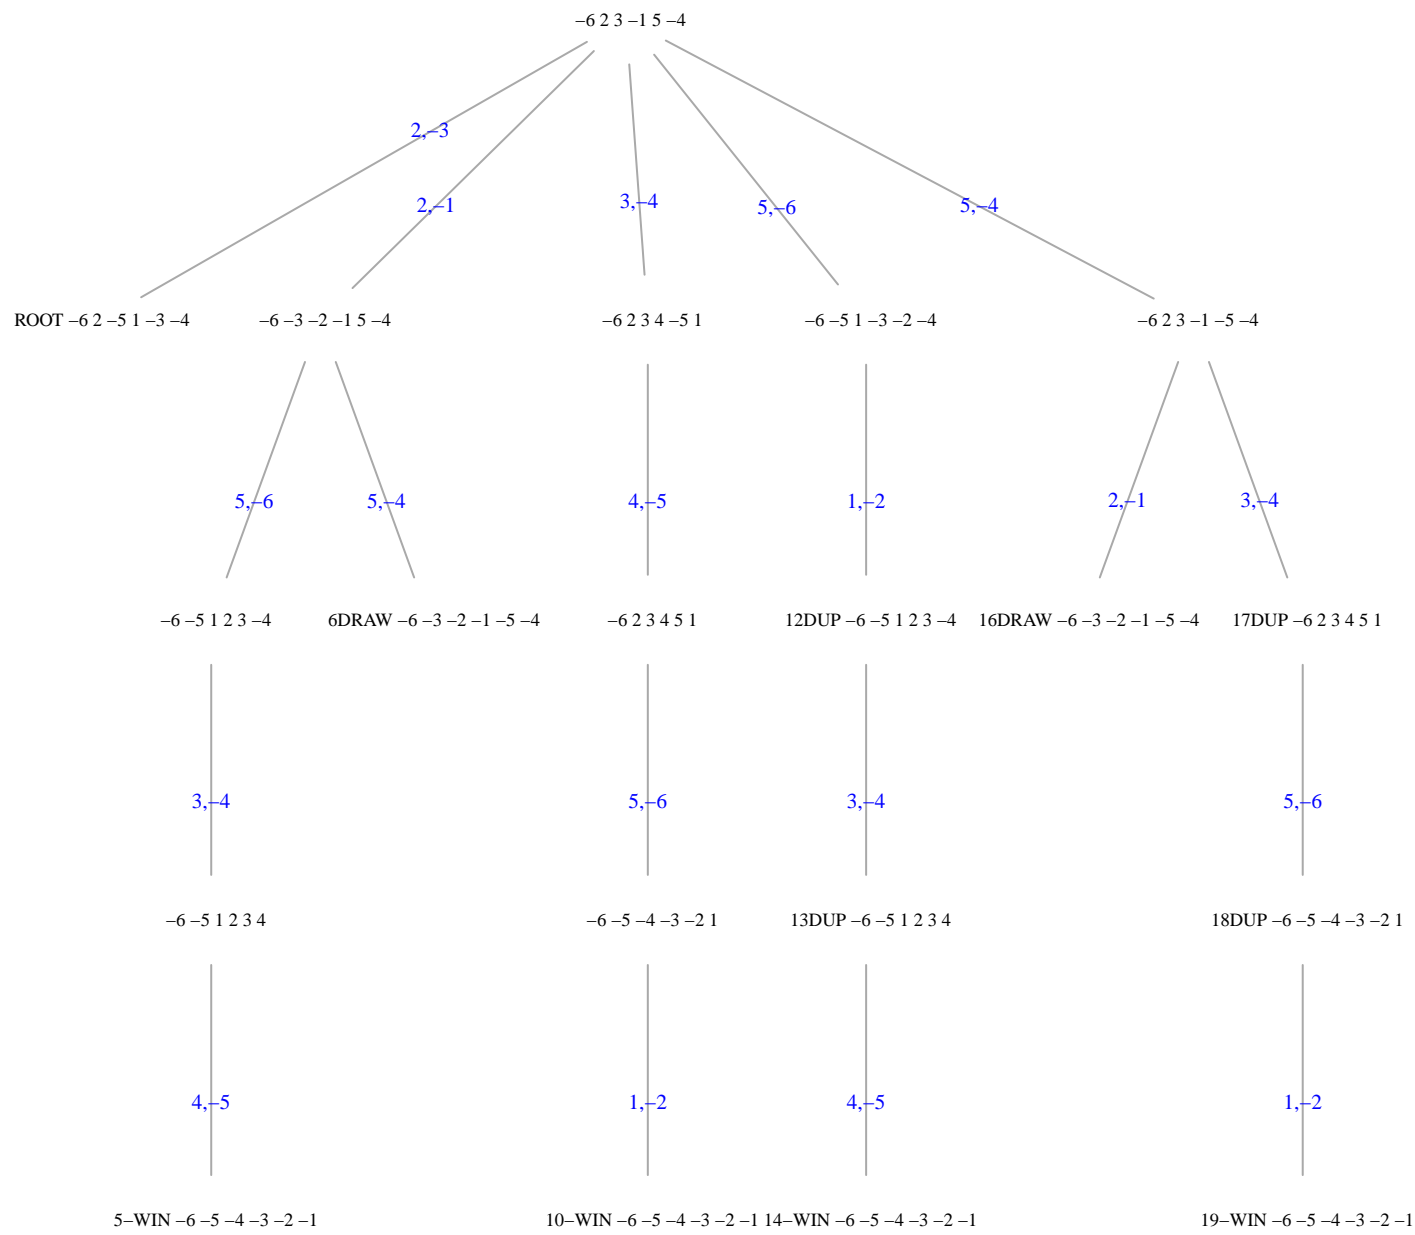 –6 2 3 –1 5 –4
2,–3
2,–1
3,–4
5,–6
5,–4
ROOT –6 2 –5 1 –3 –4
–6 –3 –2 –1 5 –4
–6 2 3 4 –5 1
–6 –5 1 –3 –2 –4
–6 2 3 –1 –5 –4
5,–6
5,–4
4,–5
1,–2
2,–1
3,–4
–6 –5 1 2 3 –4
6DRAW –6 –3 –2 –1 –5 –4
–6 2 3 4 5 1
12DUP –6 –5 1 2 3 –4
16DRAW –6 –3 –2 –1 –5 –4
17DUP –6 2 3 4 5 1
3,–4
5,–6
3,–4
5,–6
–6 –5 1 2 3 4
–6 –5 –4 –3 –2 1
13DUP –6 –5 1 2 3 4
18DUP –6 –5 –4 –3 –2 1
4,–5
1,–2
4,–5
1,–2
5–WIN –6 –5 –4 –3 –2 –1
10–WIN –6 –5 –4 –3 –2 –1
14–WIN –6 –5 –4 –3 –2 –1
19–WIN –6 –5 –4 –3 –2 –1